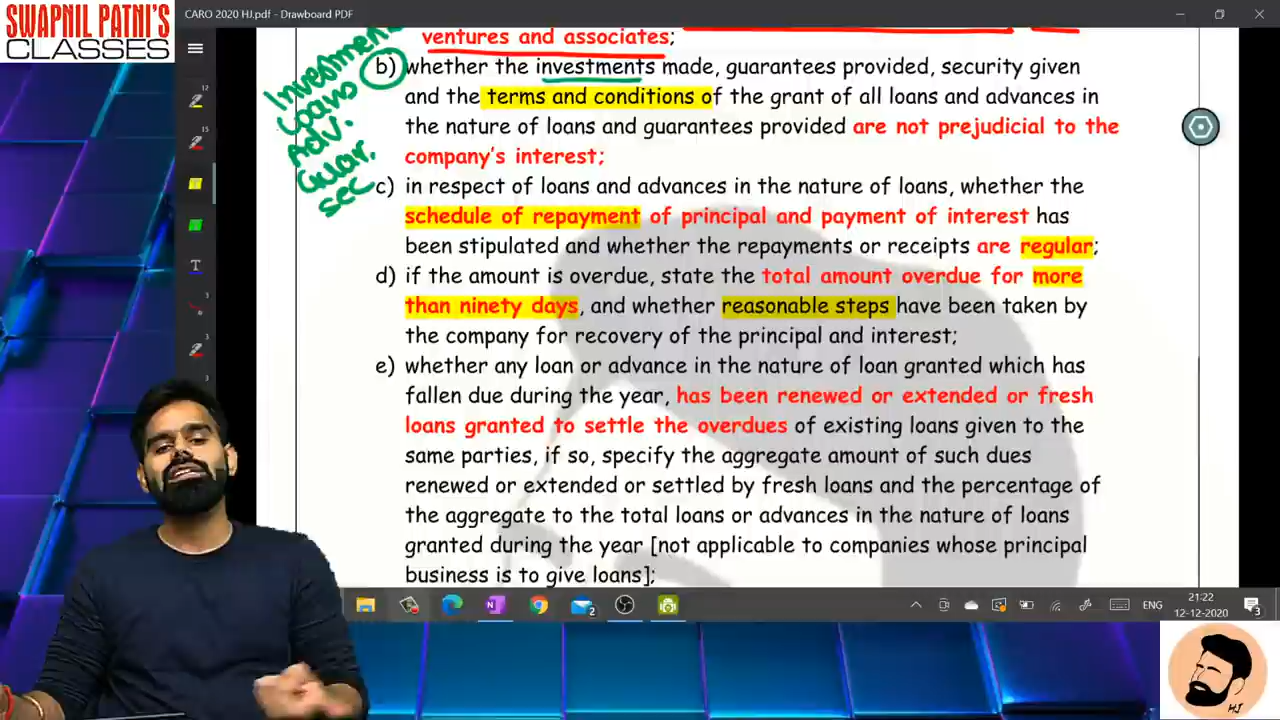 SWAPNIL PATNI'S
CLASSES
CARO 2020 HJ.pdf - Drawboard PDF
ventures and associates;
b) whether the investments made, guarantees provided, security given
and the terms and conditions of the grant of all loans and advances in
the nature of loans and guarantees provided are not prejudicial to the
company's interest;
c) in respect of loans and advances in the nature of loans, whether the
schedule of repayment of principal and payment of interest has
been stipulated and whether the repayments or receipts are regular;
d) if the amount is overdue, state the total amount overdue for more
than ninety days, and whether reasonable steps have been taken by
the company for recovery of the principal and interest;
e) whether any loan or advance in the nature of loan granted which has
fallen due during the year, has been renewed or extended or fresh
loans granted to settle the overdues of existing loans given to the
same parties, if so, specify the aggregate amount of such dues
renewed or extended or settled by fresh loans and the percentage of
the aggregate to the total loans or advances in the nature of loans
granted during the year [not applicable to companies whose principal
business is to give loans];
Investment
Loans
Adv.
Guar.
Sec
12
15
T
3
3
3
2
ENG
21:22
12-12-2020
3
HJ